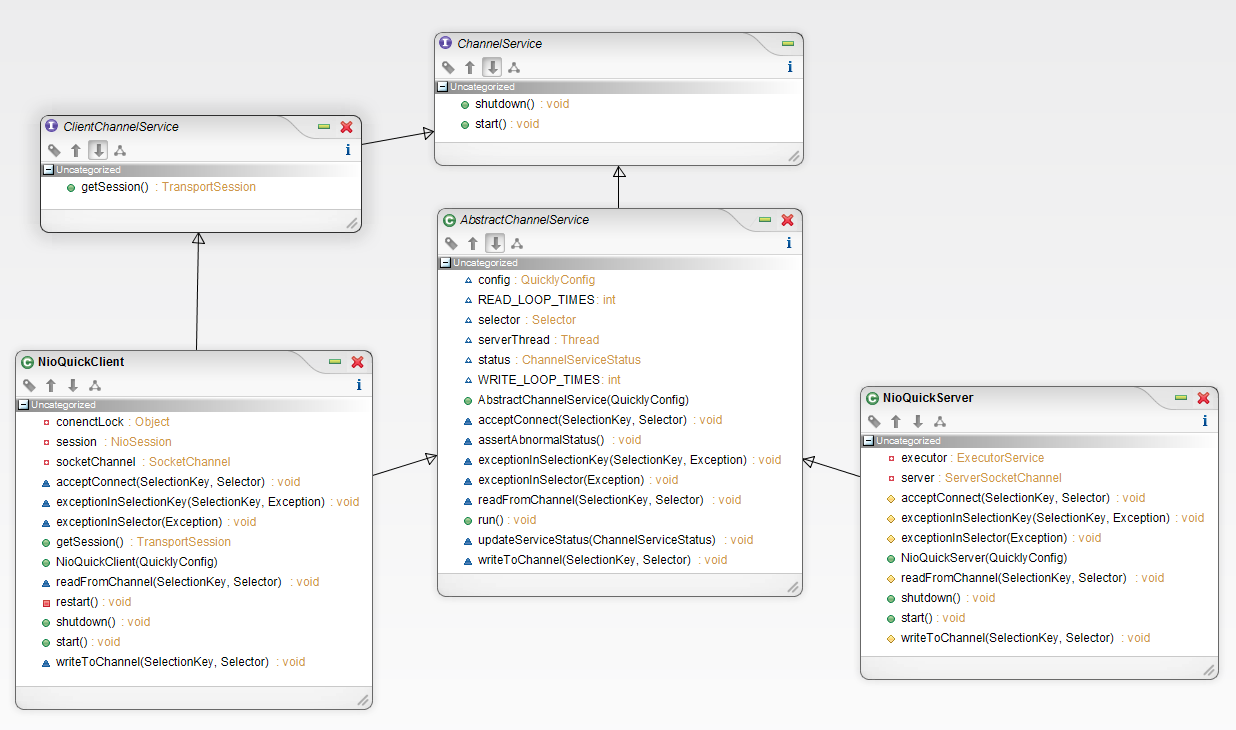 ChannelService
Uncategorized
shutdown() : void
start() : void
ClientChannelService
Uncategorized
getSession() : TransportSession
AbstractChannelService
Uncategorized
config : QuicklyConfig
READ_LOOP_TIMES : int
selector : Selector
serverThread : Thread
status : ChannelServiceStatus
WRITE_LOOP_TIMES : int
AbstractChannelService(QuicklyConfig)
acceptConnect(SelectionKey, Selector) : void
assertAbnormalStatus() : void
exceptionInSelectionKey(SelectionKey, Exception) : void
exceptionInSelector(Exception) : void
readFromChannel(SelectionKey, Selector) : void
run() : void
updateServiceStatus(ChannelServiceStatus) : void
writeToChannel(SelectionKey, Selector) : void
NioQuickClient
Uncategorized
conenctLock : Object
session : NioSession
socketChannel : SocketChannel
acceptConnect(SelectionKey, Selector) : void
exceptionInSelectionKey(SelectionKey, Exception) : void
exceptionInSelector(Exception) : void
getSession() : TransportSession
NioQuickClient(QuicklyConfig)
readFromChannel(SelectionKey, Selector) : void
restart() : void
shutdown() : void
start() : void
writeToChannel(SelectionKey, Selector) : void
NioQuickServer
Uncategorized
executor : ExecutorService
server : ServerSocketChannel
acceptConnect(SelectionKey, Selector) : void
exceptionInSelectionKey(SelectionKey, Exception) : void
exceptionInSelector(Exception) : void
NioQuickServer(QuicklyConfig)
readFromChannel(SelectionKey, Selector) : void
shutdown() : void
start() : void
writeToChannel(SelectionKey, Selector) : void